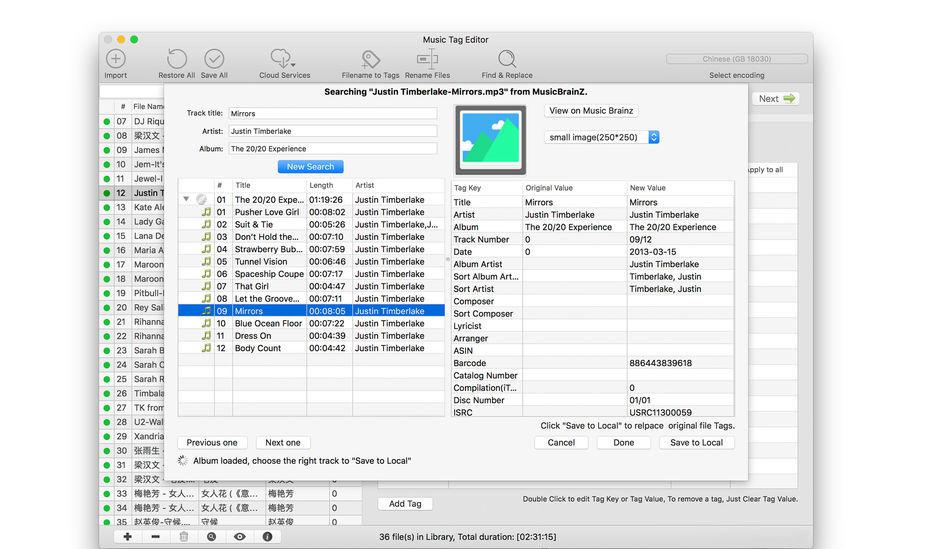 Music Tag Editor
Import Restore All Save All Cloud Services Filename to Tags Rename Files Find & Replace Chinese (GB 18030) Select encoding
Searching "Justin Timberlake-Mirrors.mp3" from MusicBrainZ.
Next
Track title: Mirrors
Artist: Justin Timberlake
Album: The 20/20 Experience
New Search
View on Music Brainz
small image(250*250)
# File Name
07 DJ Riqu
08 梁汉文 -
09 James
10 Jem-It's
11 Jewel-I
12 Justin T
13 Kate Ale
14 Lady Ga
15 Lana De
16 Maria A
17 Maroon
18 Maroon
19 Pitbull-
20 Rey Sal
21 Rihanna
22 Rihanna
23 Sarah B
24 Sarah C
25 Sarah R
26 Timbala
27 TK from
28 U2-Wal
29 Xandria
30 张雨生 -
31 梁汉文 -
32 梁汉文
33 梅艳芳 - 女人... 女人花 (《意... 梅艳芳 0
34 梅艳芳 - 女人... 女人花 (《意... 梅艳芳 0
35 赵英俊-守候.... 守候 赵英俊 0
# Title Length Artist
01 The 20/20 Expe... 01:19:26 Justin Timberlake
01 Pusher Love Girl 00:08:02 Justin Timberlake
02 Suit & Tie 00:05:26 Justin Timberlake,J...
03 Don't Hold the... 00:07:10 Justin Timberlake
04 Strawberry Bub... 00:07:59 Justin Timberlake
05 Tunnel Vision 00:06:46 Justin Timberlake
06 Spaceship Coupe 00:07:17 Justin Timberlake
07 That Girl 00:04:47 Justin Timberlake
08 Let the Groove... 00:07:11 Justin Timberlake
09 Mirrors 00:08:05 Justin Timberlake
10 Blue Ocean Floor 00:07:22 Justin Timberlake
11 Dress On 00:04:39 Justin Timberlake
12 Body Count 00:04:42 Justin Timberlake
Tag Key Original Value New Value
Title Mirrors Mirrors
Artist Justin Timberlake Justin Timberlake
Album The 20/20 Experience The 20/20 Experience
Track Number 0 09/12
Date 0 2013-03-15
Album Artist Justin Timberlake
Sort Album Art... Timberlake, Justin
Sort Artist Timberlake, Justin
Composer
Sort Composer
Lyricist
Arranger
ASIN
Barcode 886443839618
Catalog Number
Compilation(iT... 0
Disc Number 01/01
ISRC USRC11300059
Apply to all
Click "Save to Local" to relpace original file Tags.
Previous one Next one Cancel Done Save to Local
Album loaded, choose the right track to "Save to Local"
Add Tag
Double Click to edit Tag Key or Tag Value, To remove a tag, Just Clear Tag Value.
36 file(s) in Library, Total duration: [02:31:15]